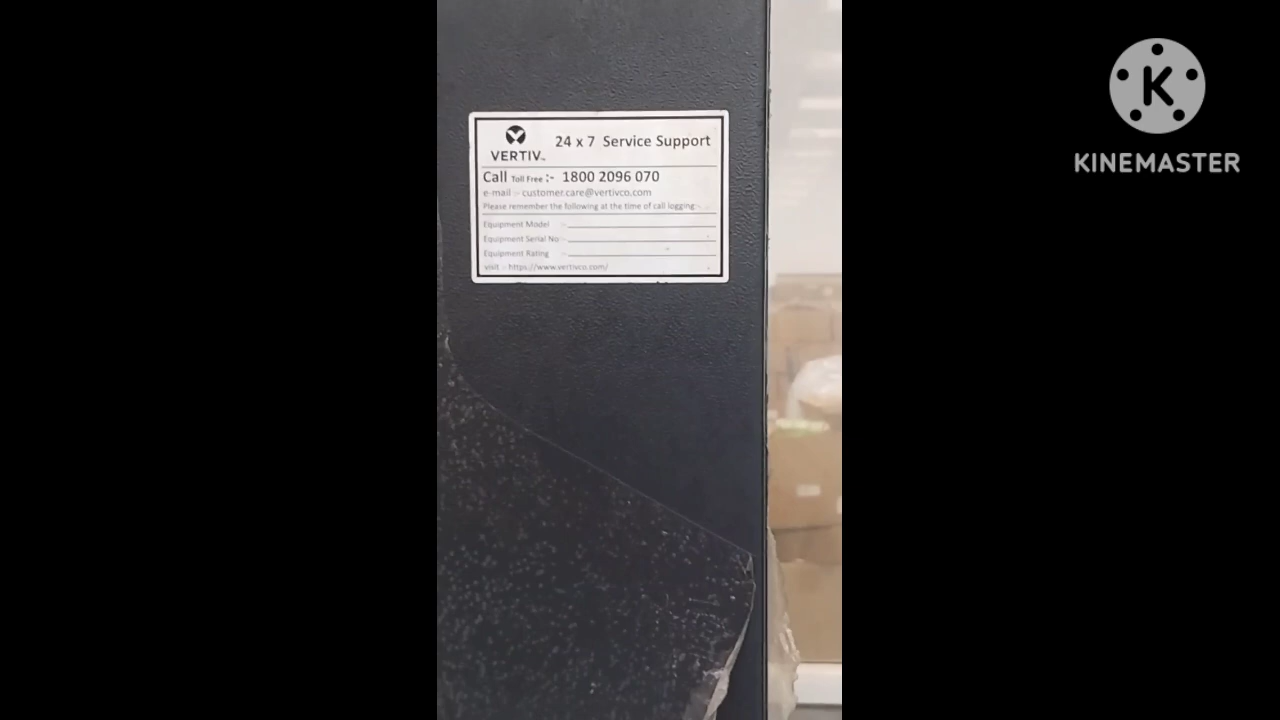 24 x 7 Service Support
VERTIV™
Call Toll Free :- 1800 2096 070
e-mail :- customer.care@vertivco.com
Please remember the following at the time of call logging:-
Equipment Model :-
Equipment Serial No :-
Equipment Rating :-
visit :- https://www.vertivco.com/
K
KINEMASTER